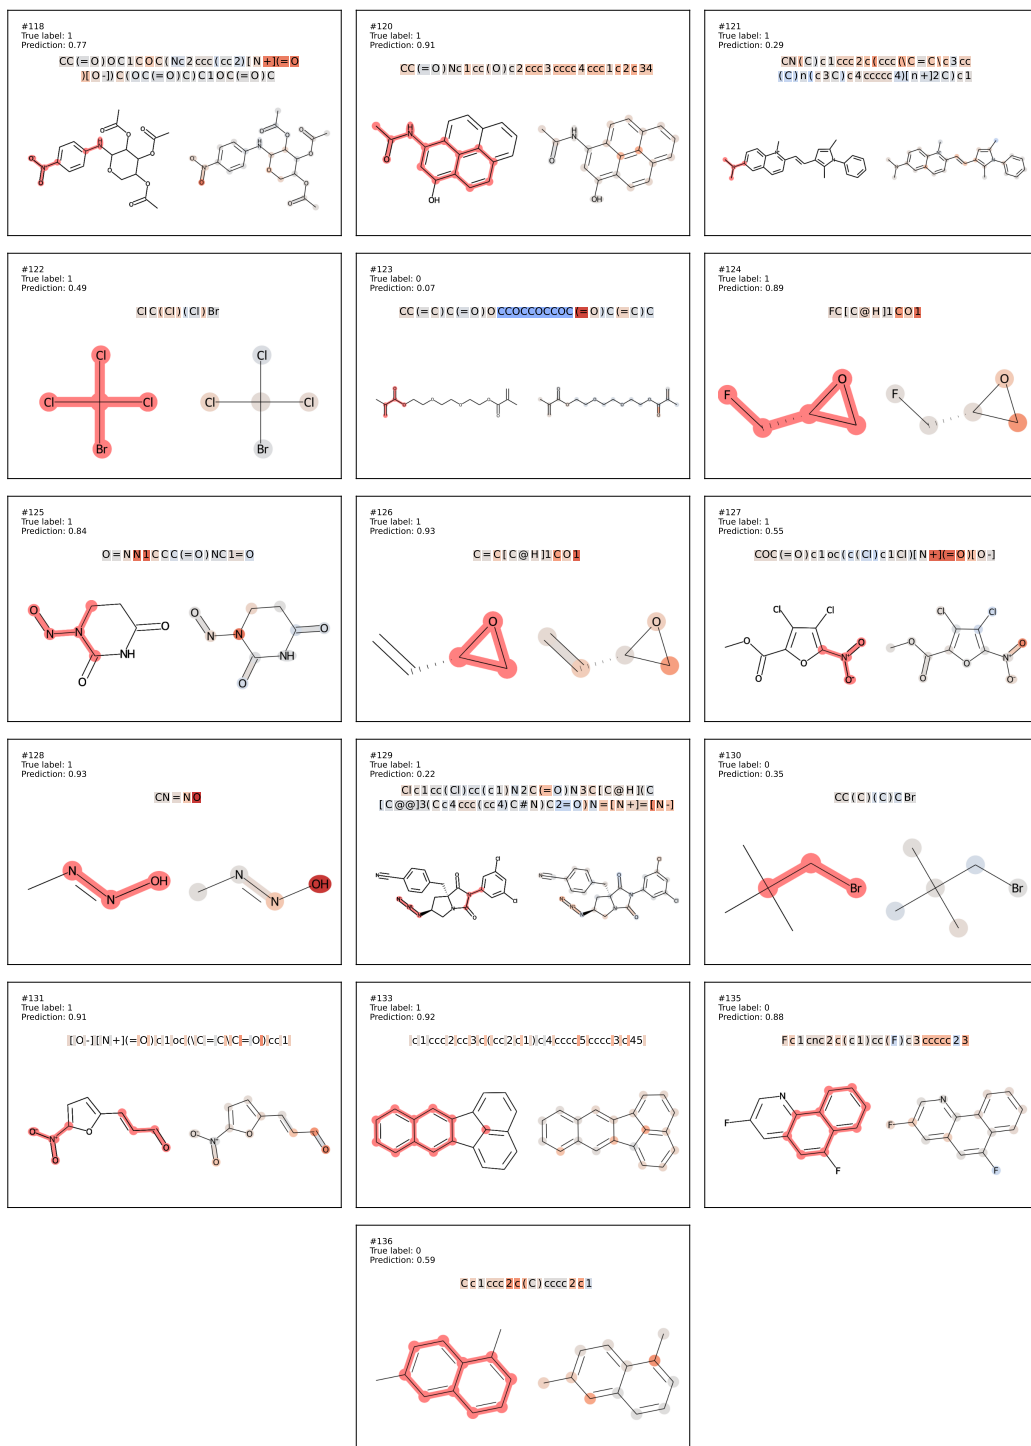 #118
True label: 1
Prediction: 0.77
CC(=O)OC1COC(Nc2ccc(cc2)[N+](=O
)[O-])C(OC(=O)C)C1OC(=O)C
#120
True label: 1
Prediction: 0.91
CC(=O)Nc1cc(O)c2ccc3cccc4ccc1c2c34
#121
True label: 1
Prediction: 0.29
CN(C)c1ccc2c(ccc(\C=C\c3cc
(C)n(c3C)c4ccccc4)[n+]2C)c1
#122
True label: 1
Prediction: 0.49
ClC(Cl)(Cl)Br
Cl
Cl
Cl
Cl
Cl
Cl
Br
Br
#123
True label: 0
Prediction: 0.07
CC(=C)C(=O)OCCOCCOCCOC(=O)C(=C)C
#124
True label: 1
Prediction: 0.89
FC[C@H]1CO1
F
O
F
O
#125
True label: 1
Prediction: 0.84
O=NN1CCC(=O)NC1=O
O
N
N
O
NH
O
O
N
N
O
NH
O
#126
True label: 1
Prediction: 0.93
C=C[C@H]1CO1
O
O
#127
True label: 1
Prediction: 0.55
COC(=O)c1oc(c(Cl)c1Cl)[N+](=O)[O-]
#128
True label: 1
Prediction: 0.93
CN=NO
N
N
OH
N
N
OH
#129
True label: 1
Prediction: 0.22
Clc1cc(Cl)cc(c1)N2C(=O)N3C[C@H](C
[C@@]3(Cc4ccc(cc4)C#N)C2=O)N=[N+]=[N-]
#130
True label: 0
Prediction: 0.35
CC(C)(C)CBr
Br
Br
#131
True label: 1
Prediction: 0.91
[O-][N+](=O)c1oc(\C=C\C=O)cc1
#133
True label: 1
Prediction: 0.92
c1ccc2cc3c(cc2c1)c4cccc5cccc3c45
#135
True label: 0
Prediction: 0.88
Fc1cnc2c(c1)cc(F)c3ccccc23
N
F
F
N
F
F
#136
True label: 0
Prediction: 0.59
Cc1ccc2c(C)cccc2c1